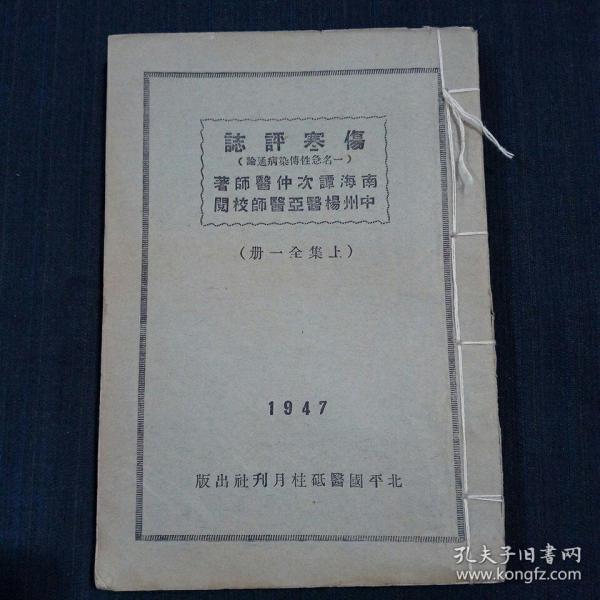 傷寒評誌
（一名急性傳染病通論）
南海譚次仲醫師著
中州楊醫亞醫師校閱
（上集全一册）
1947
北平國醫砥柱月刊社出版
孔夫子旧书网
www.kongfz.com